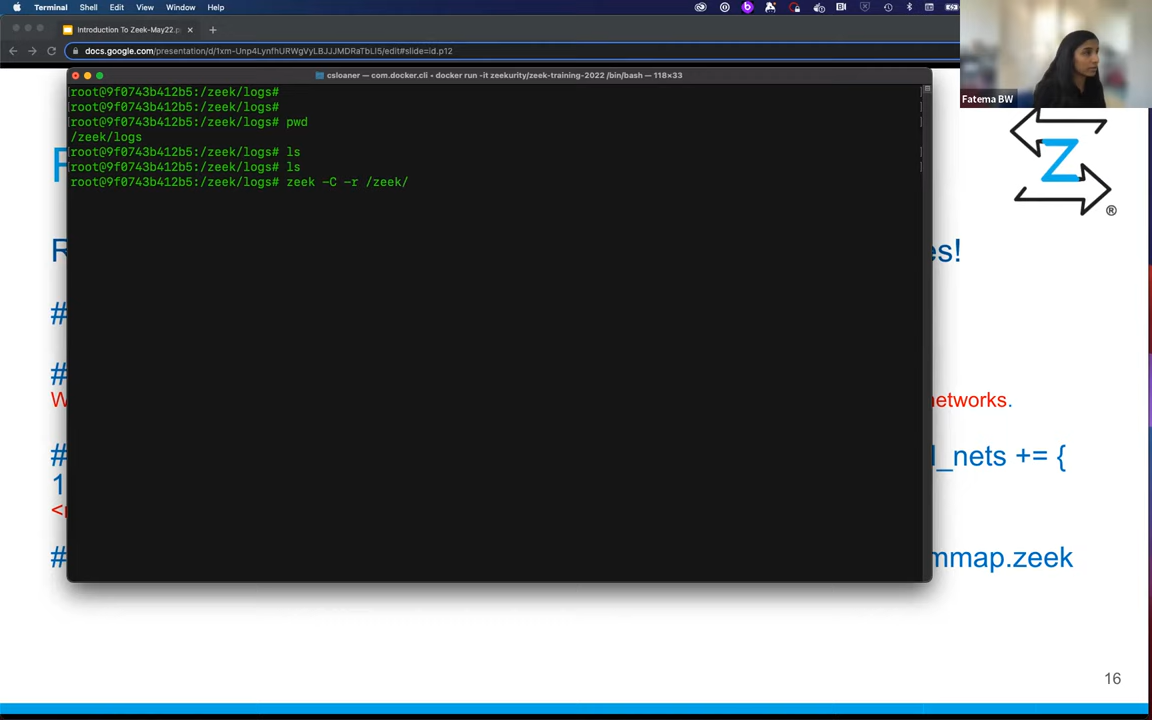 Terminal Shell Edit View Window Help
Introduction To Zeek-May22.p
docs.google.com/presentation/d/1xm-Unp4LynfhURWgVyLBJJJMDRaTbLI5/edit#slide=id.p12
csloaner — com.docker.cli • docker run -it zeekurity/zeek-training-2022 /bin/bash — 118×33
Fatema BW
root@9f0743b412b5:/zeek/logs#
root@9f0743b412b5:/zeek/logs#
root@9f0743b412b5:/zeek/logs# pwd
/zeek/logs
root@9f0743b412b5:/zeek/logs# ls
root@9f0743b412b5:/zeek/logs# ls
root@9f0743b412b5:/zeek/logs# zeek -C -r /zeek/
Z ®
es!
#
#
W networks.
# l_nets += {
1
<
# mmap.zeek
16